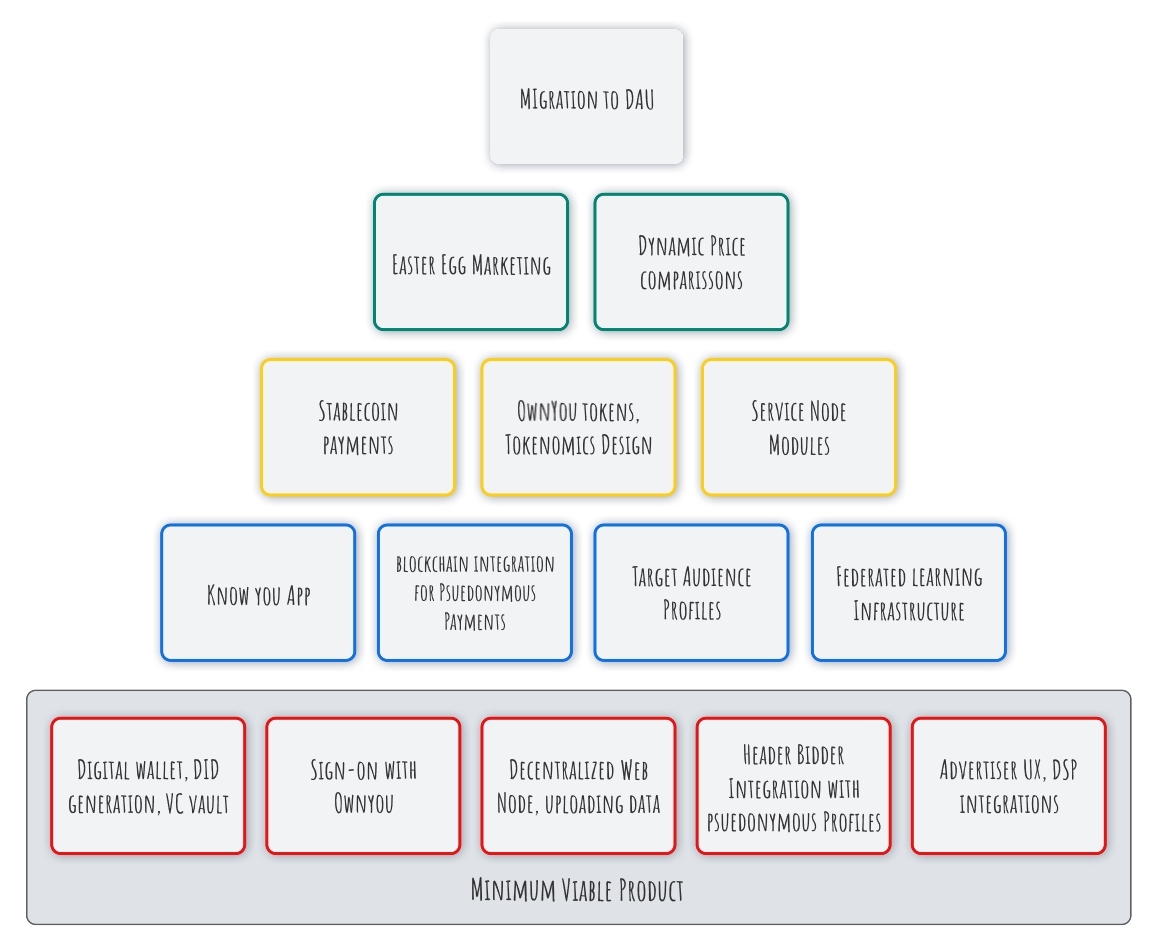 MIgration to DAU
Easter Egg Marketing
Dynamic Price
comparissons
Stablecoin
payments
OwnYou tokens,
Tokenomics Design
Service Node
Modules
Know you App
blockchain integration
for Psuedonymous
Payments
Target Audience
Profiles
Federated learning
Infrastructure
Digital wallet, DID
generation, VC vault
Sign-on with
Ownyou
Decentralized Web
Node, uploading data
Header Bidder
Integration with
psuedonymous Profiles
Advertiser UX, DSP
integrations
Minimum Viable Product